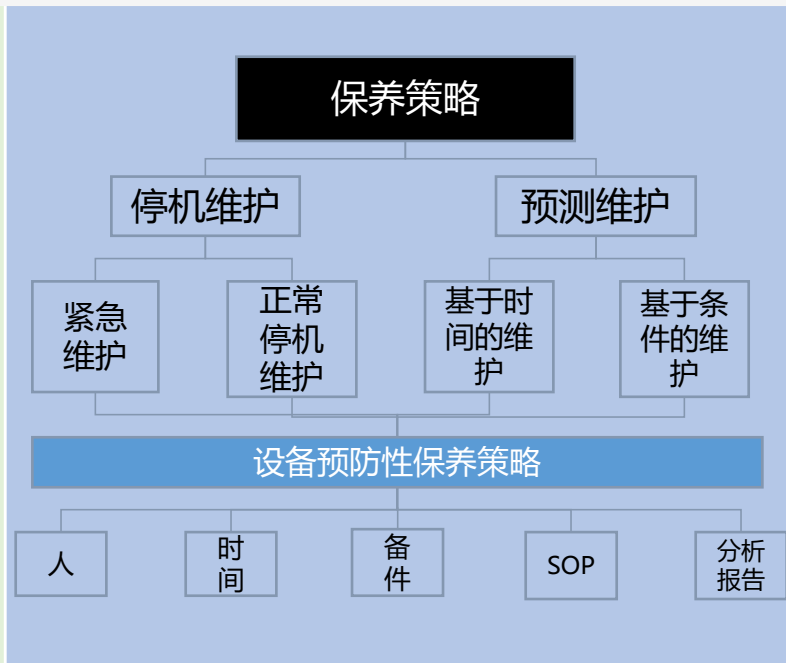 保养策略
停机维护
预测维护
紧急
维护
正常
停机
维护
基于时
间的维
护
基于条
件的维
护
设备预防性保养策略
人
时
间
备
件
SOP
分析
报告